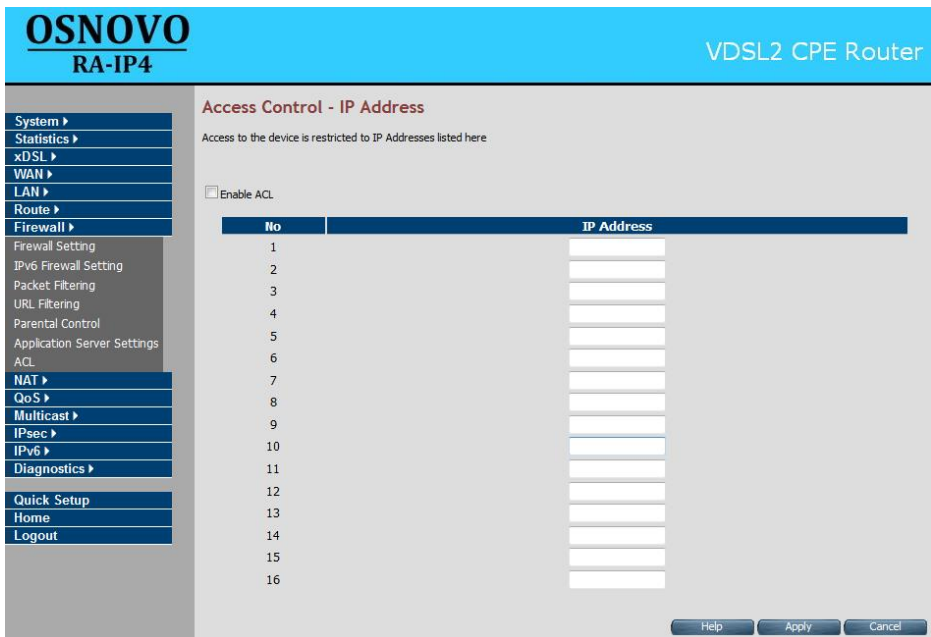 OSNOVO
RA-IP4
VDSL2 CPE Router
System
Statistics
xDSL
WAN
LAN
Route
Firewall
Firewall Setting
IPv6 Firewall Setting
Packet Filtering
URL Filtering
Parental Control
Application Server Settings
ACL
NAT
QoS
Multicast
IPsec
IPv6
Diagnostics
Quick Setup
Home
Logout
Access Control - IP Address
Access to the device is restricted to IP Addresses listed here
Enable ACL
No IP Address
1
2
3
4
5
6
7
8
9
10
11
12
13
14
15
16
Help Apply Cancel